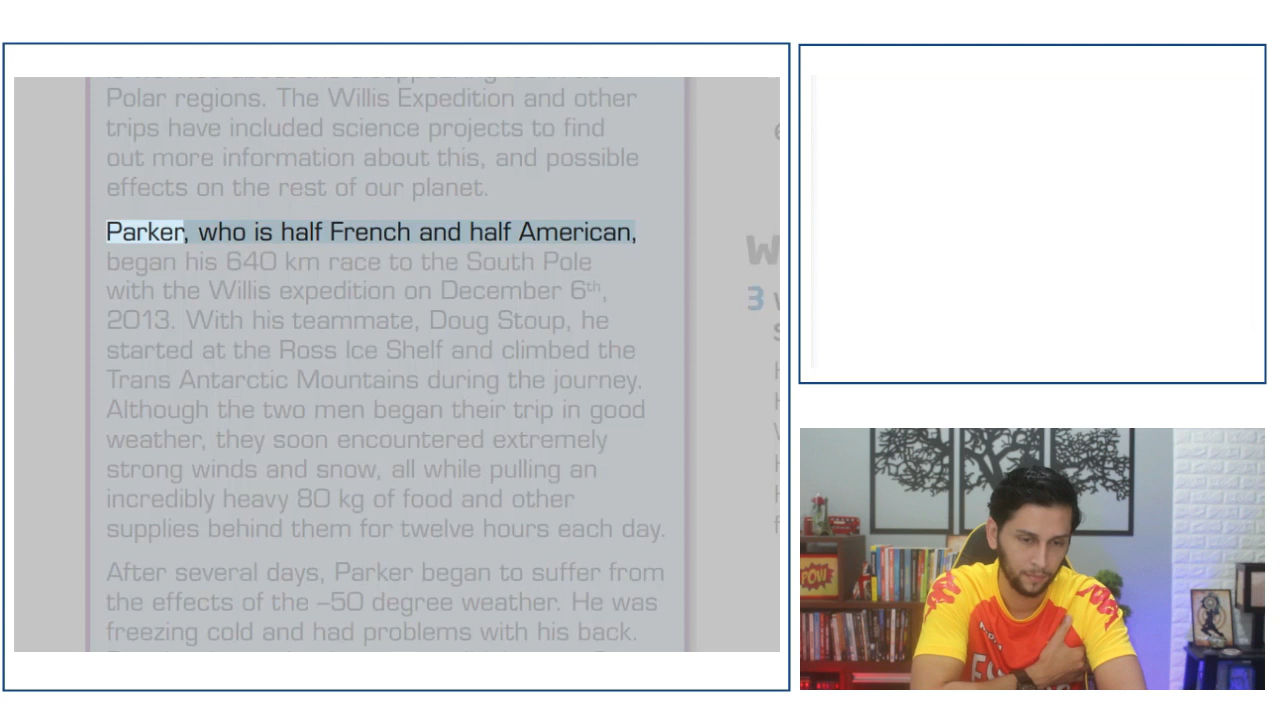 Polar regions. The Willis Expedition and other
trips have included science projects to find
out more information about this, and possible
effects on the rest of our planet.
Parker, who is half French and half American,
began his 640 km race to the South Pole
with the Willis expedition on December 6th,
2013. With his teammate, Doug Stoup, he
started at the Ross Ice Shelf and climbed the
Trans Antarctic Mountains during the journey.
Although the two men began their trip in good
weather, they soon encountered extremely
strong winds and snow, all while pulling an
incredibly heavy 80 kg of food and other
supplies behind them for twelve hours each day.
After several days, Parker began to suffer from
the effects of the –50 degree weather. He was
freezing cold and had problems with his back.
W
3
POW!